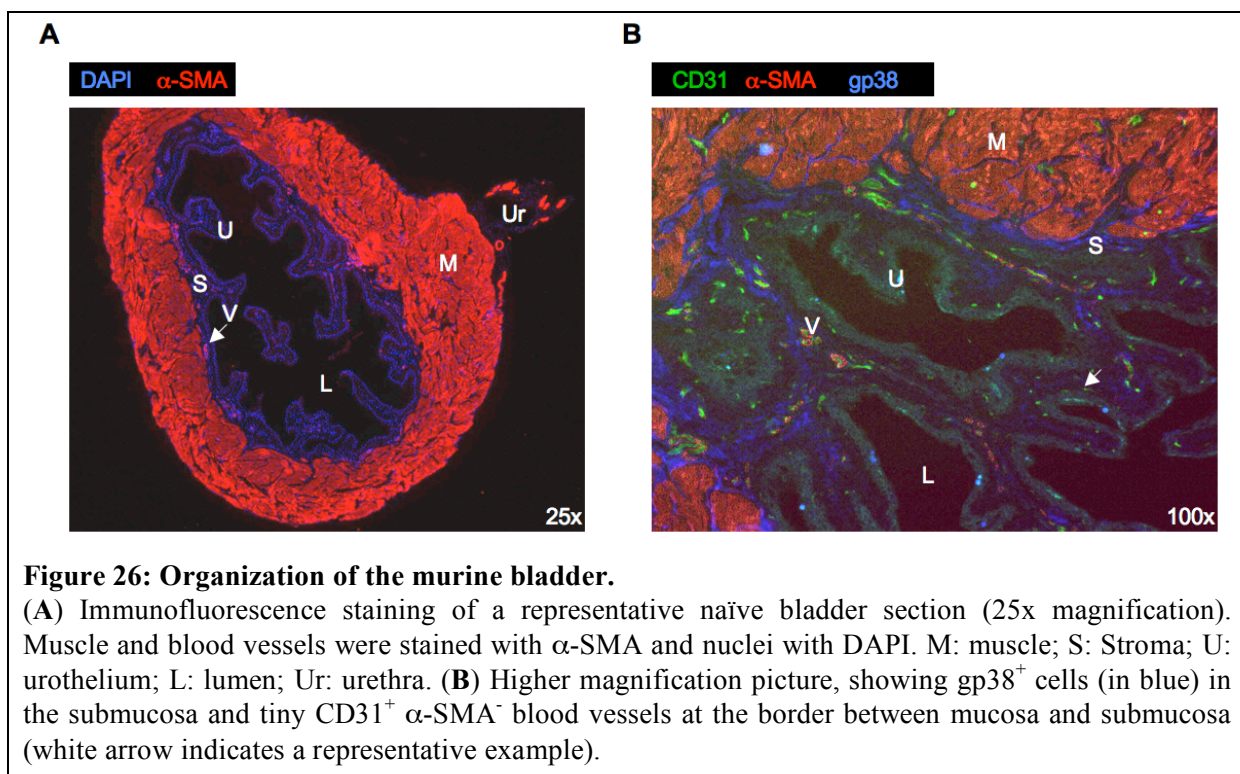 A
B
DAPI α-SMA
CD31 α-SMA gp38
Ur
U
M
S
V
L
25x
M
S
U
V
L
100x
Figure 26: Organization of the murine bladder.
(A) Immunofluorescence staining of a representative naïve bladder section (25x magnification).
Muscle and blood vessels were stained with α-SMA and nuclei with DAPI. M: muscle; S: Stroma; U:
urothelium; L: lumen; Ur: urethra. (B) Higher magnification picture, showing gp38⁺ cells (in blue) in
the submucosa and tiny CD31⁺ α-SMA⁻ blood vessels at the border between mucosa and submucosa
(white arrow indicates a representative example).